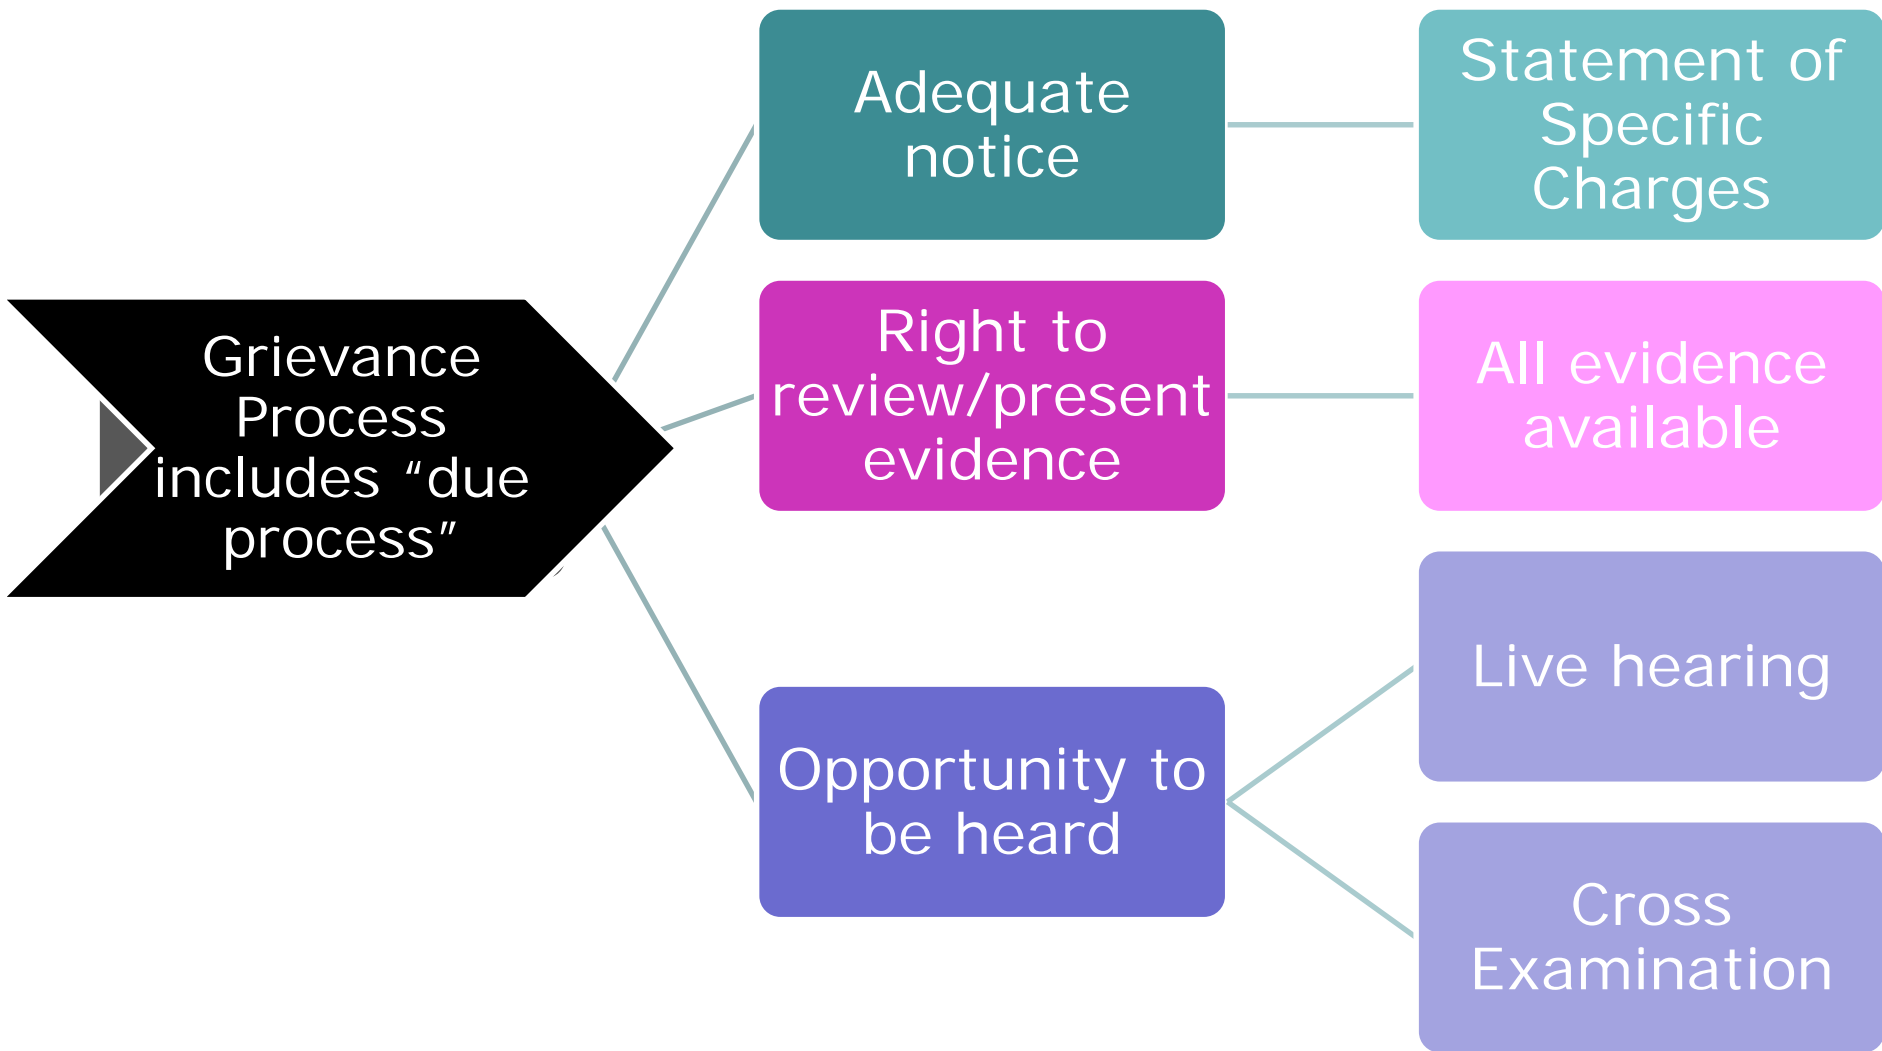 Grievance
Process
includes “due
process”
Adequate
notice
Statement of
Specific
Charges
Right to
review/present
evidence
All evidence
available
Opportunity to
be heard
Live hearing
Cross
Examination